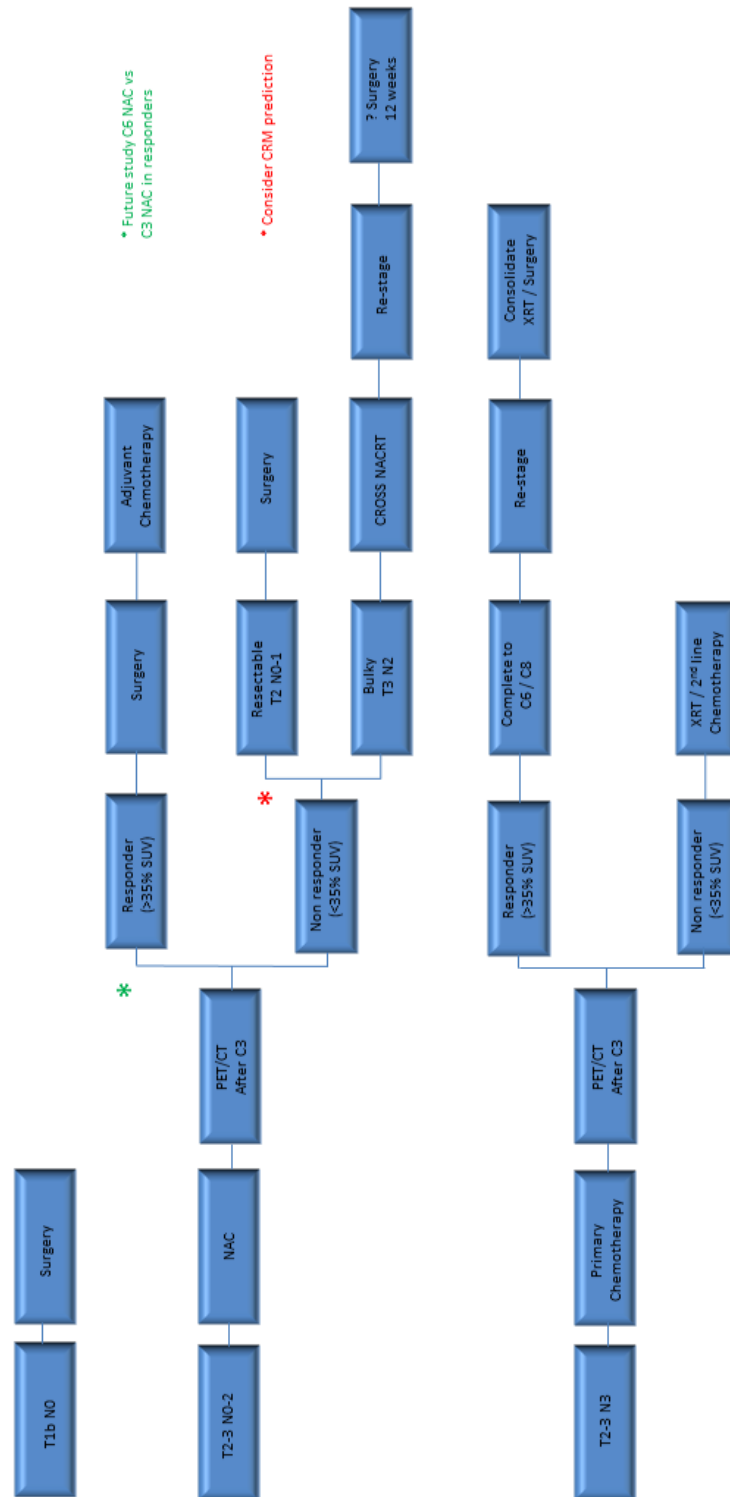 T1b N0
Surgery
T2-3 N0-2
NAC
PET/CT
After C3
*
Responder
(>35% SUV)
Surgery
Adjuvant
Chemotherapy
* Future study C6 NAC vs
C3 NAC in responders
Non responder
(<35% SUV)
*
Resectable
T2 N0-1
Surgery
* Consider CRM prediction
Bulky
T3 N2
CROSS NACRT
Re-stage
? Surgery
12 weeks
T2-3 N3
Primary
Chemotherapy
PET/CT
After C3
Responder
(>35% SUV)
Complete to
C6 / C8
Re-stage
Consolidate
XRT / Surgery
Non responder
(<35% SUV)
XRT / 2nd line
Chemotherapy